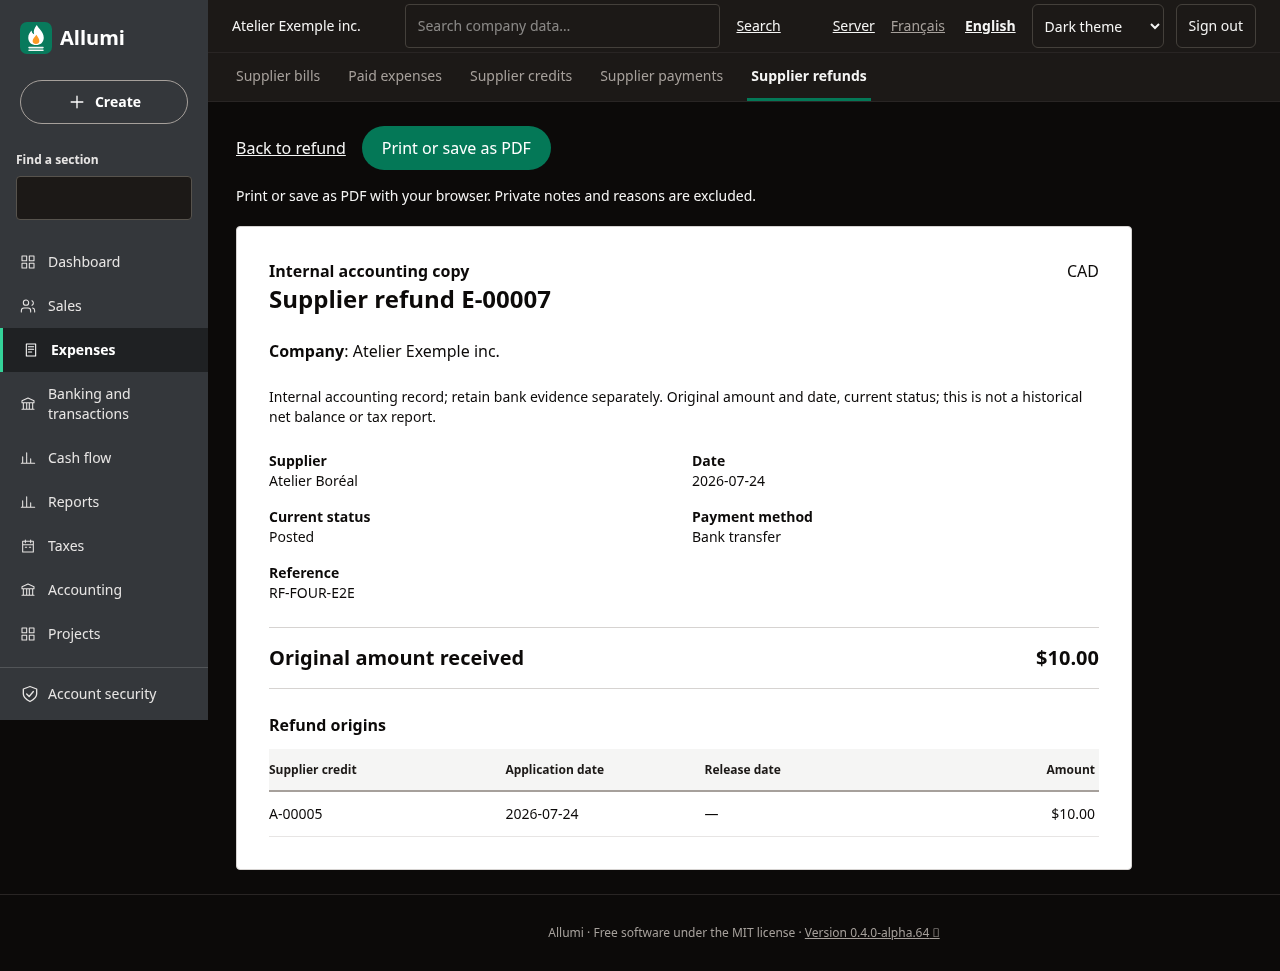 Allumi
Create
Find a section
Dashboard
Sales
Expenses
Banking and
transactions
Cash flow
Reports
Taxes
Accounting
Projects
Account security
Atelier Exemple inc.
Search company data…
Search
Server
Français
English
Dark theme
Sign out
Supplier bills
Paid expenses
Supplier credits
Supplier payments
Supplier refunds
Back to refund
Print or save as PDF
Print or save as PDF with your browser. Private notes and reasons are excluded.
Internal accounting copy
CAD
Supplier refund E-00007
Company: Atelier Exemple inc.
Internal accounting record; retain bank evidence separately. Original amount and date, current status; this is not a historical
net balance or tax report.
Supplier
Atelier Boréal
Date
2026-07-24
Current status
Posted
Payment method
Bank transfer
Reference
RF-FOUR-E2E
Original amount received $10.00
Refund origins
Supplier credit Application date Release date Amount
A-00005 2026-07-24 — $10.00
Allumi · Free software under the MIT license · Version 0.4.0-alpha.64